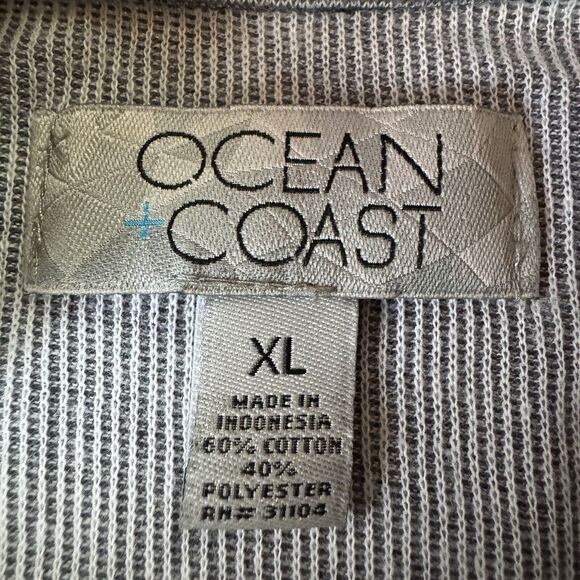 OCEAN
+COAST
XL
MADE IN
INDONESIA
60% COTTON
40%
POLYESTER
RN# 31104